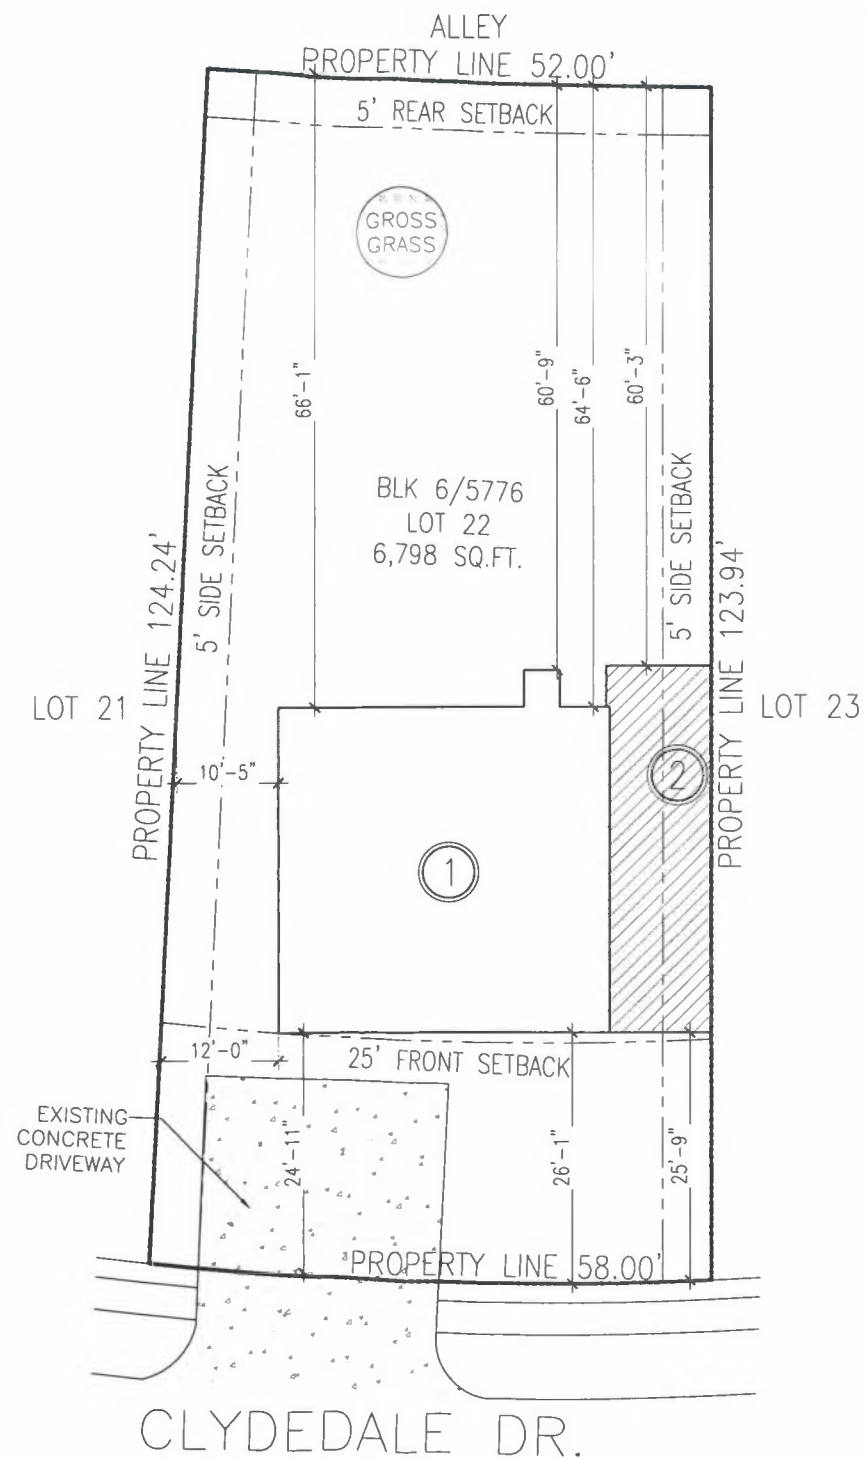 ALLEY
PROPERTY LINE 52.00'
5' REAR SETBACK
GROSS
GRASS
66'-1"
60'-9"
64'-6"
60'-3"
BLK 6/5776
LOT 22
6,798 SQ.FT.
5' SIDE SETBACK
5' SIDE SETBACK
PROPERTY LINE 124.24'
PROPERTY LINE 123.94'
LOT 21
LOT 23
10'-5"
2
1
12'-0"
25' FRONT SETBACK
EXISTING
CONCRETE
DRIVEWAY
24'-11"
26'-1"
25'-9"
PROPERTY LINE 58.00'
CLYDEDALE DR.